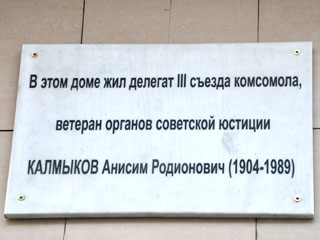 В этом доме жил делегат III съезда комсомола,
ветеран органов советской юстиции
КАЛМЫКОВ Анисим Родионович (1904-1989)